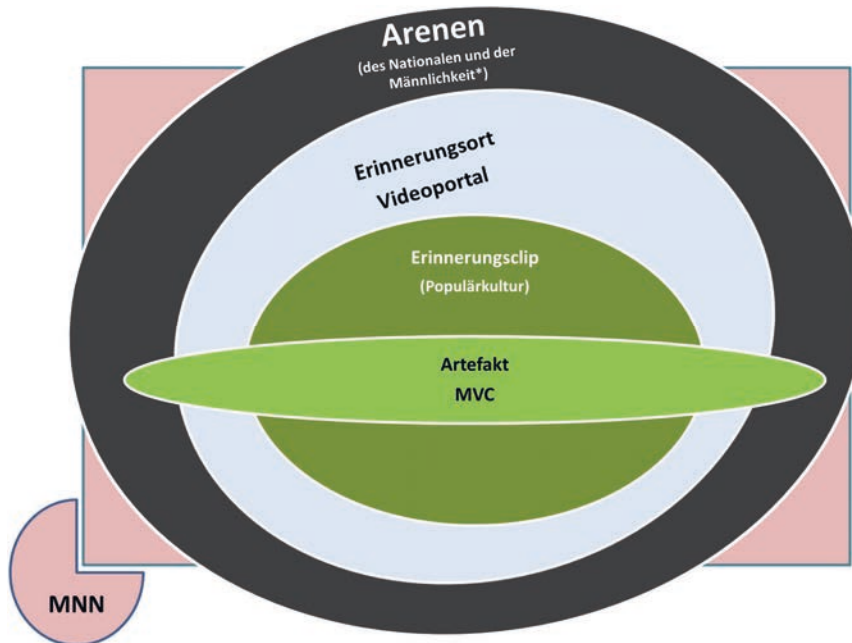 Arenen
(des Nationalen und der
Männlichkeit*)
Erinnerungsort
Videoportal
Erinnerungsclip
(Populärkultur)
Artefakt
MVC
MNN